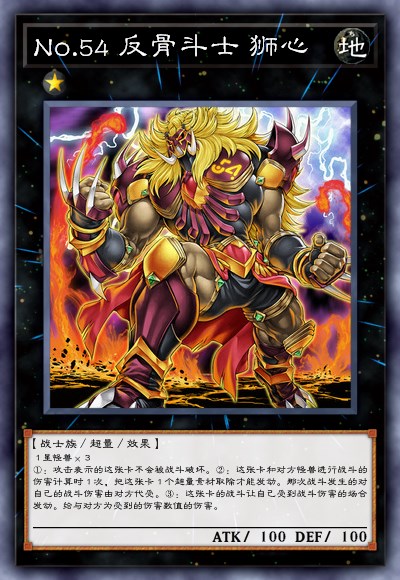 No.54 反骨斗士 狮心
地
54
【战士族／超量／效果】
1星怪兽×3
①：攻击表示的这张卡不会被战斗破坏。②：这张卡和对方怪兽进行战斗的
伤害计算时1次，把这张卡1个超量素材取除才能发动。那次战斗发生的对
自己的战斗伤害由对方代受。③：这张卡的战斗让自己受到战斗伤害的场合
发动。给与对方为受到的伤害数值的伤害。
ATK/ 100 DEF/ 100